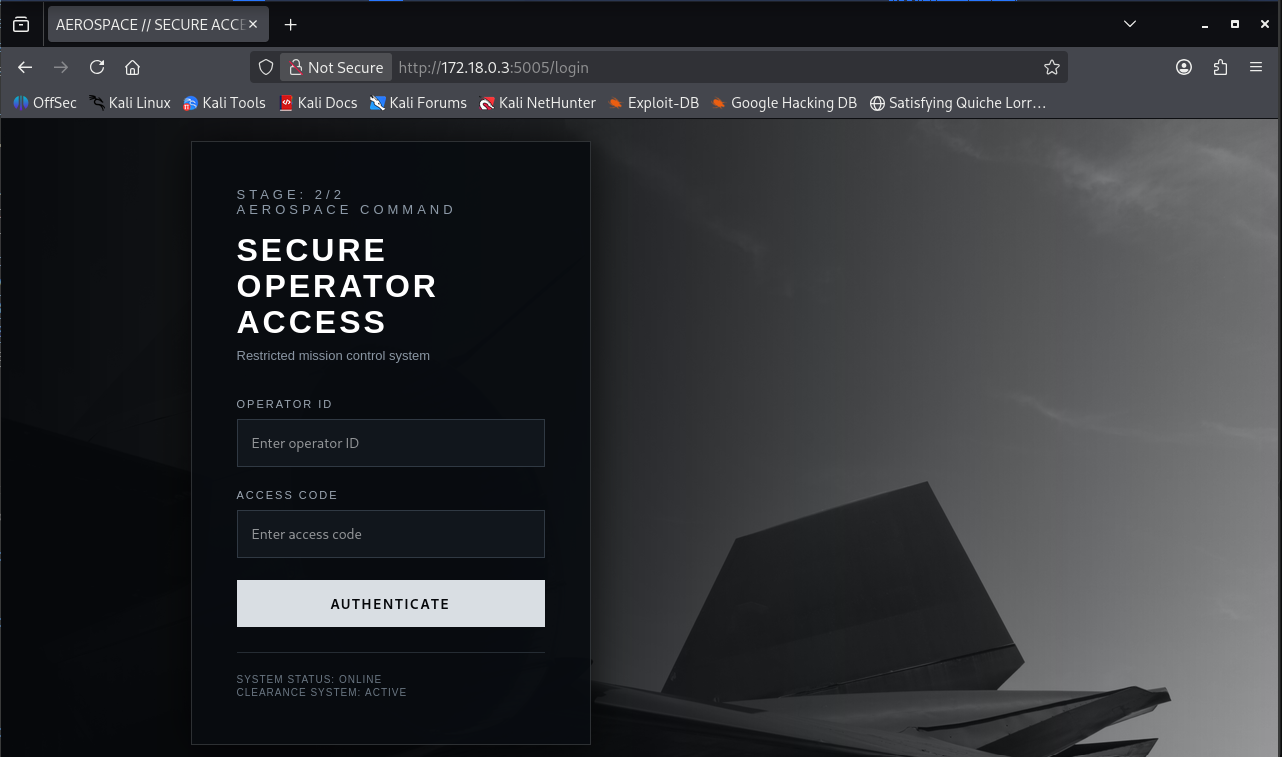 AEROSPACE // SECURE ACCE
Not Secure
http://172.18.0.3:5005/login
OffSec
Kali Linux
Kali Tools
Kali Docs
Kali Forums
Kali NetHunter
Exploit-DB
Google Hacking DB
Satisfying Quiche Lorr…
STAGE: 2/2
AEROSPACE COMMAND
SECURE
OPERATOR
ACCESS
Restricted mission control system
OPERATOR ID
Enter operator ID
ACCESS CODE
Enter access code
AUTHENTICATE
SYSTEM STATUS: ONLINE
CLEARANCE SYSTEM: ACTIVE